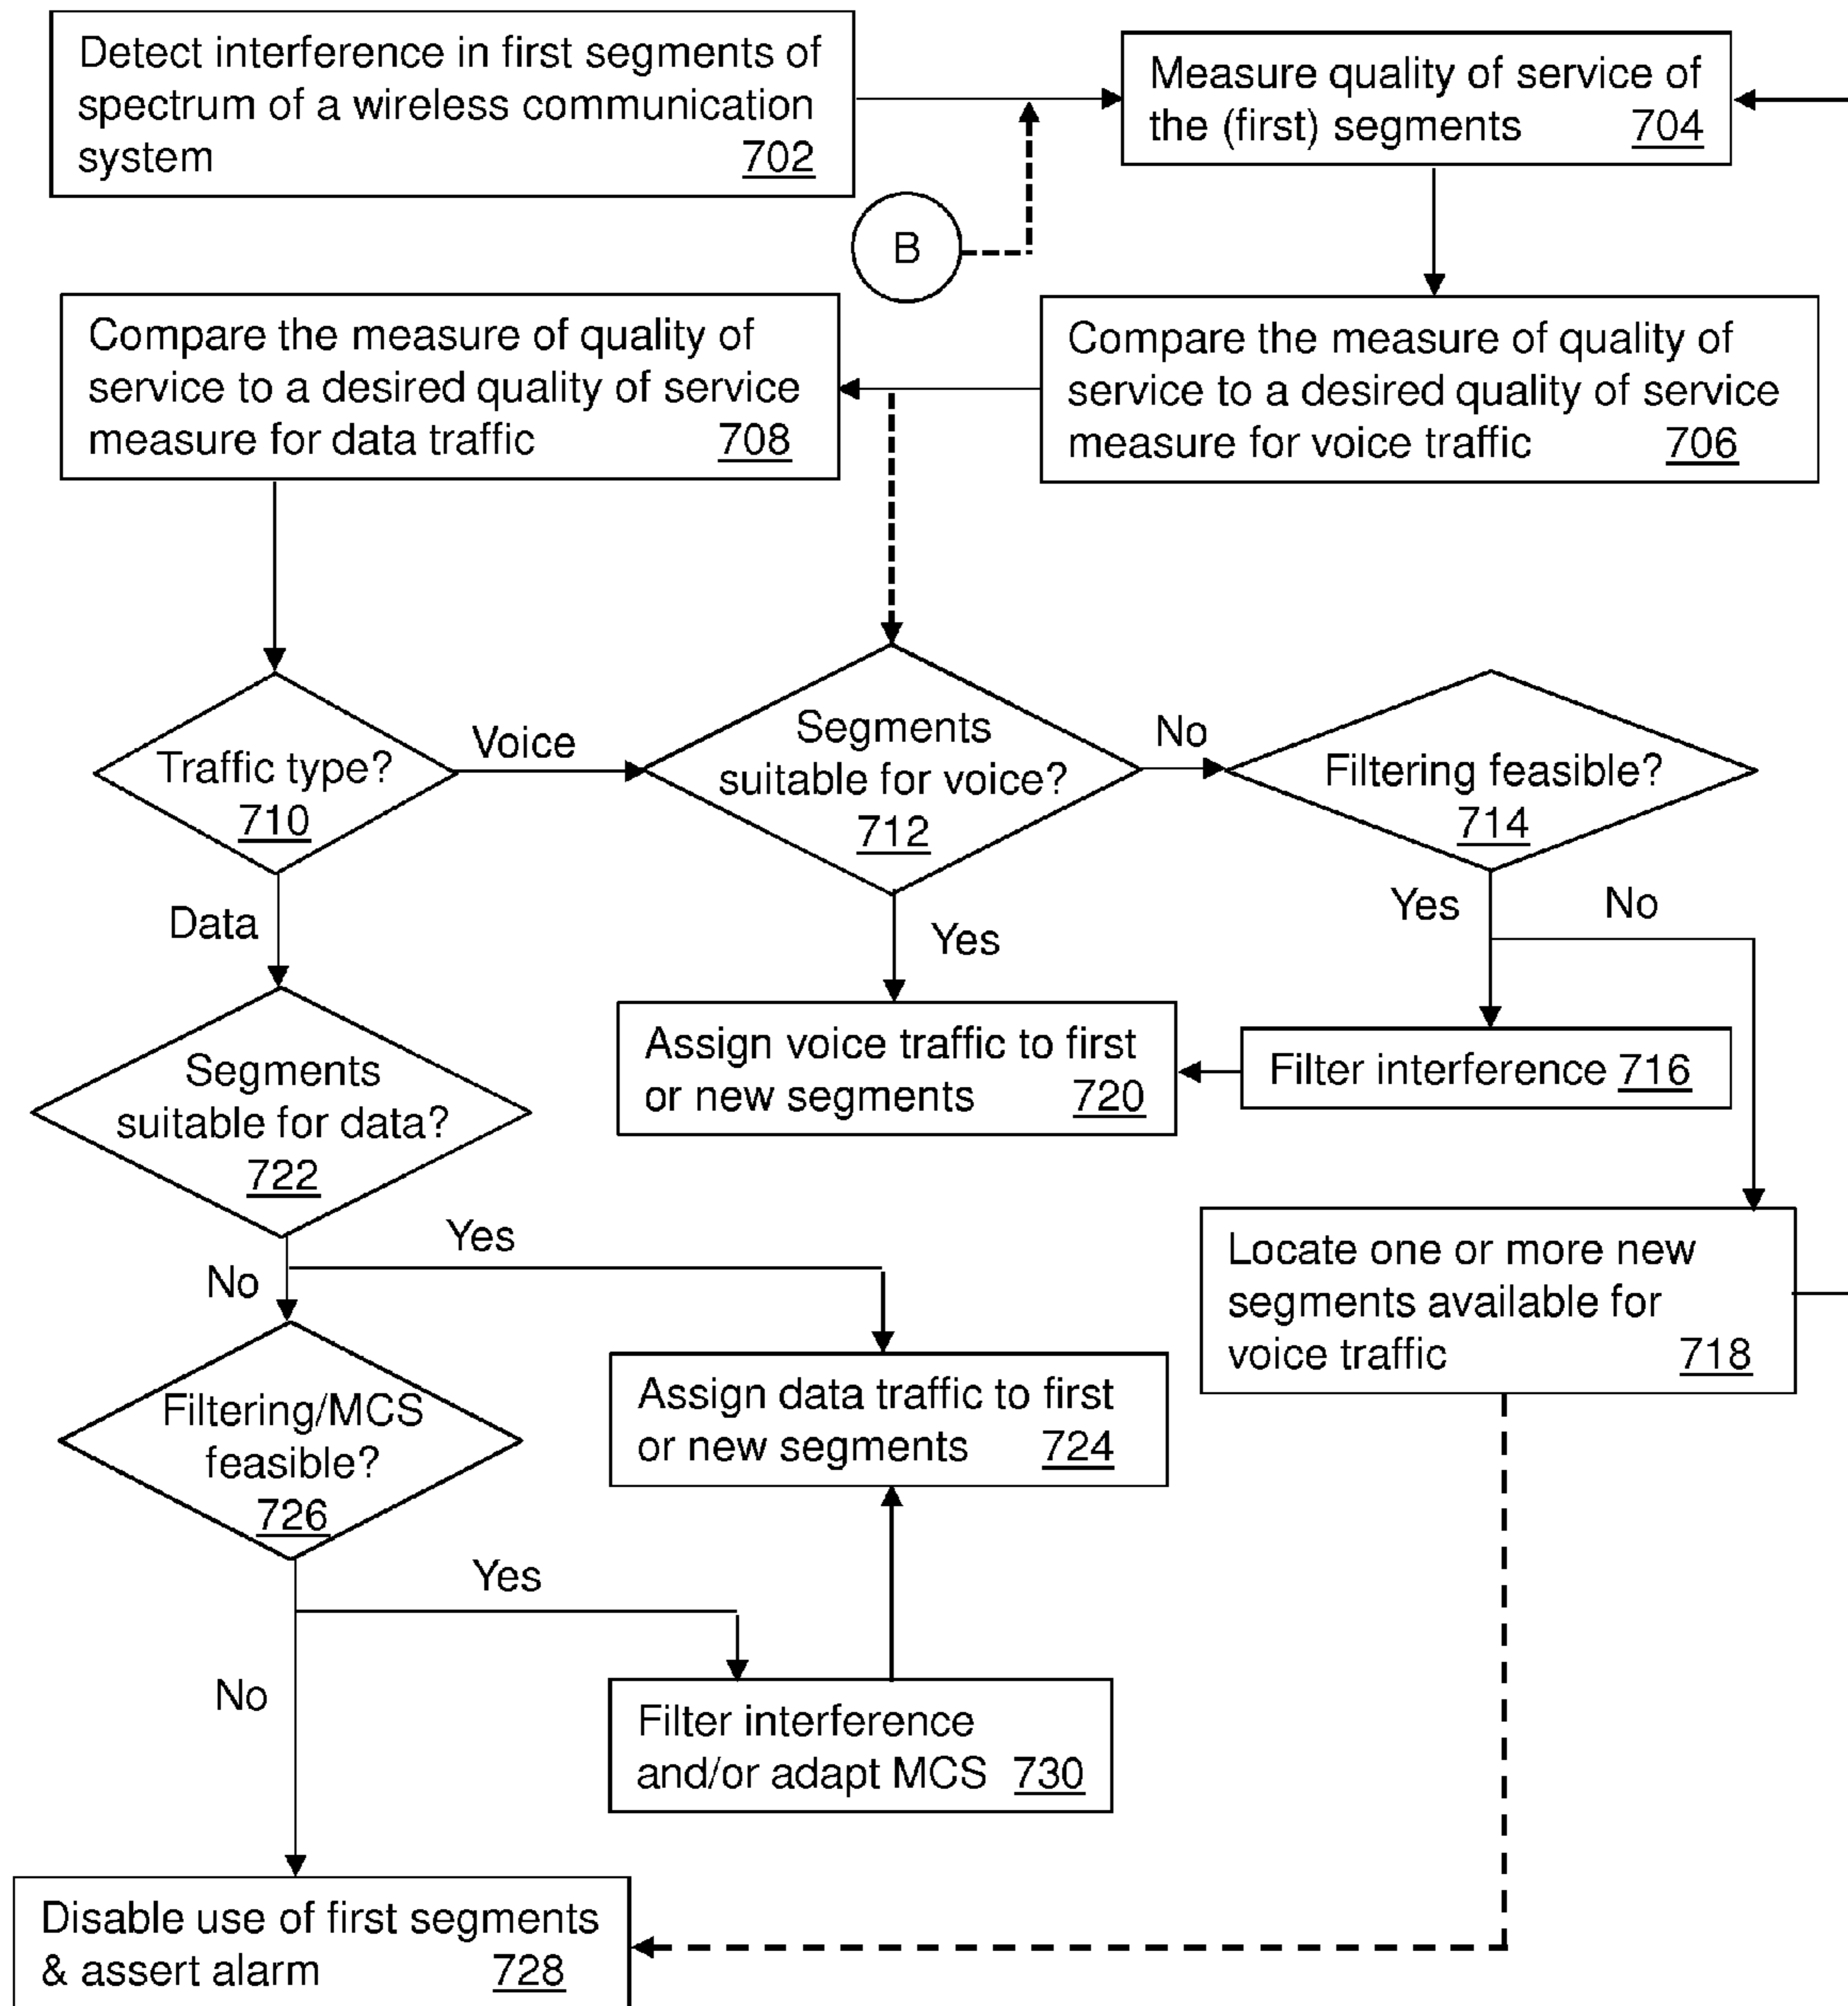 Detect interference in first segments of
spectrum of a wireless communication
system 702
Measure quality of service of
the (first) segments 704
B
Compare the measure of quality of
service to a desired quality of service
measure for data traffic 708
Compare the measure of quality of
service to a desired quality of service
measure for voice traffic 706
Traffic type?
710
Voice
Segments
suitable for voice?
712
No
Filtering feasible?
714
Data
Yes
Yes
No
Segments
suitable for data?
722
Assign voice traffic to first
or new segments 720
Filter interference 716
Yes
No
Locate one or more new
segments available for
voice traffic 718
Filtering/MCS
feasible?
726
Assign data traffic to first
or new segments 724
Yes
No
Filter interference
and/or adapt MCS 730
Disable use of first segments
& assert alarm 728